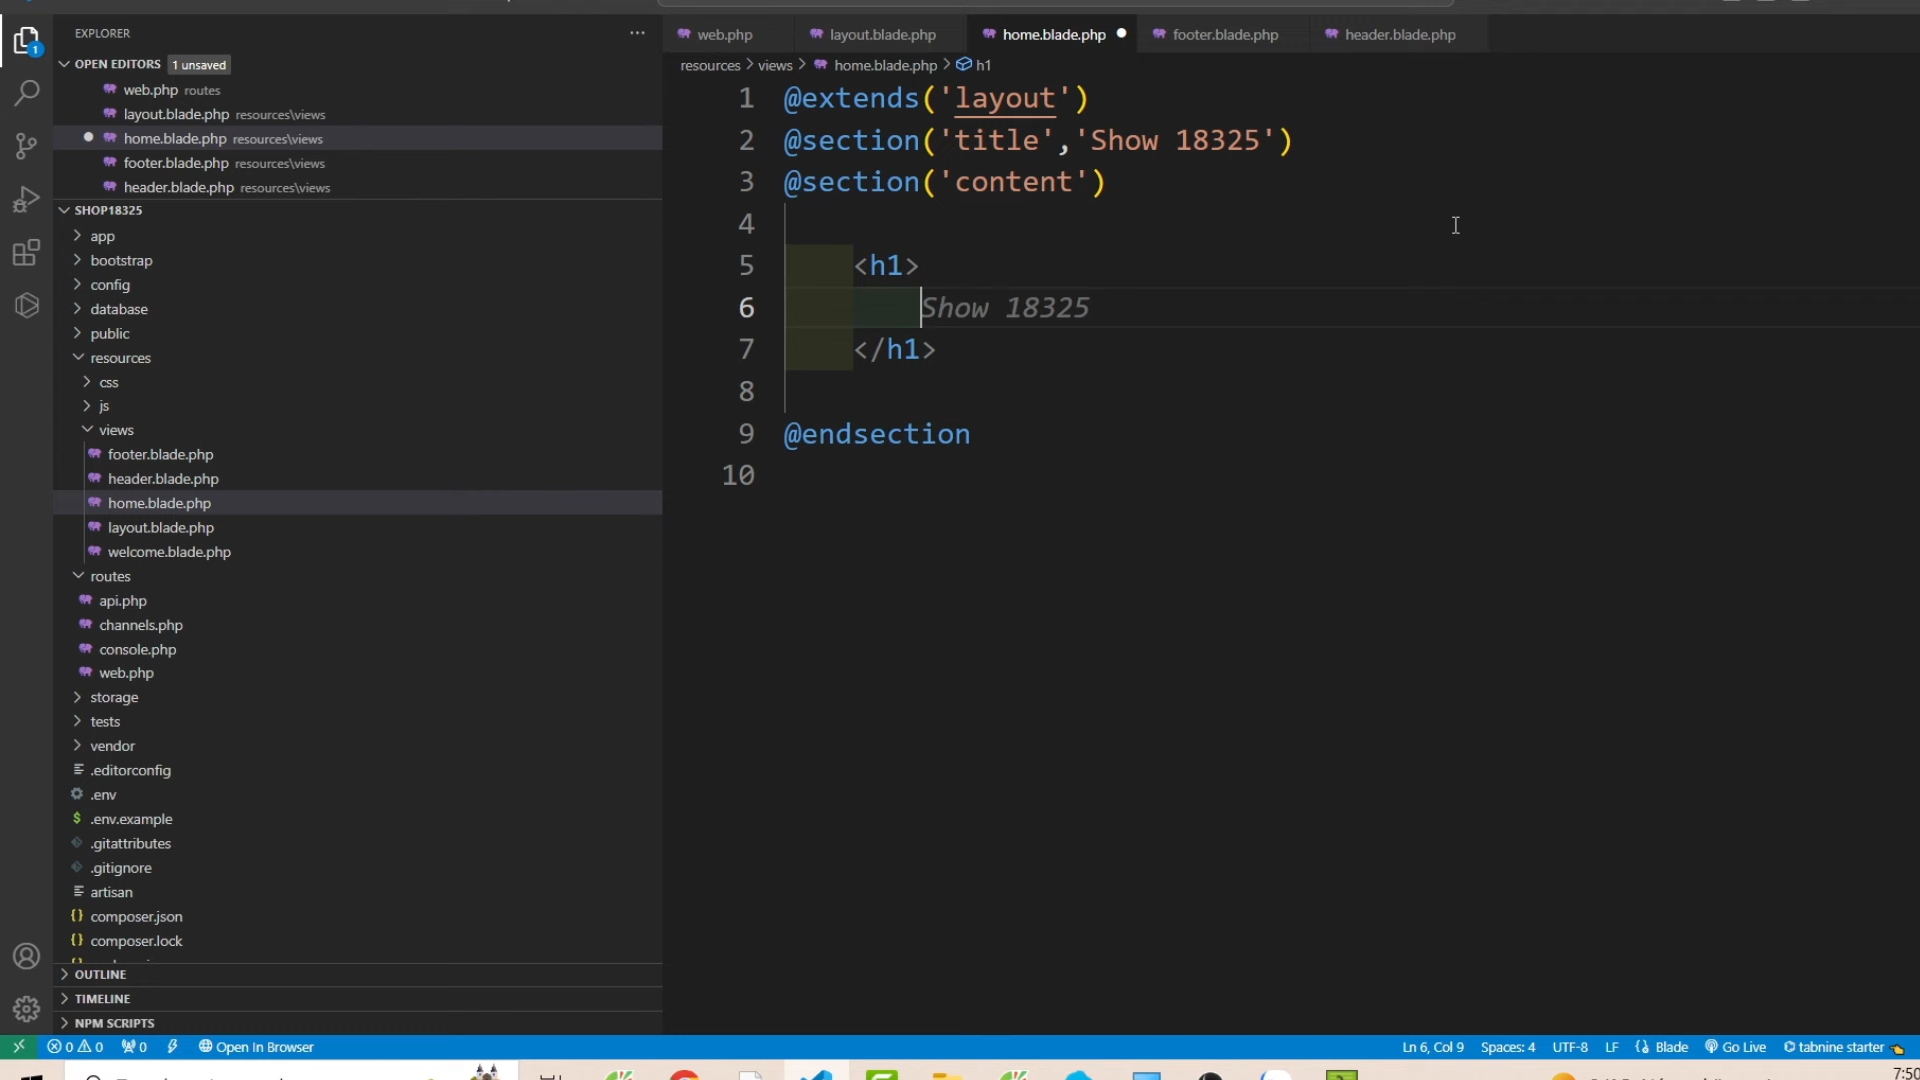 EXPLORER
OPEN EDITORS 1 unsaved
web.php routes
layout.blade.php resources\views
home.blade.php resources\views
footer.blade.php resources\views
header.blade.php resources\views
SHOP18325
app
bootstrap
config
database
public
resources
css
js
views
footer.blade.php
header.blade.php
home.blade.php
layout.blade.php
welcome.blade.php
routes
api.php
channels.php
console.php
web.php
storage
tests
vendor
.editorconfig
.env
.env.example
.gitattributes
.gitignore
artisan
composer.json
composer.lock
OUTLINE
TIMELINE
NPM SCRIPTS
web.php layout.blade.php home.blade.php footer.blade.php header.blade.php
resources > views > home.blade.php > h1
1 @extends('layout')
2 @section('title','Show 18325')
3 @section('content')
4
5 <h1>
6 Show 18325
7 </h1>
8
9 @endsection
10
0 0 0 Open In Browser Ln 6, Col 9 Spaces: 4 UTF-8 LF Blade Go Live tabnine starter
7:50
1